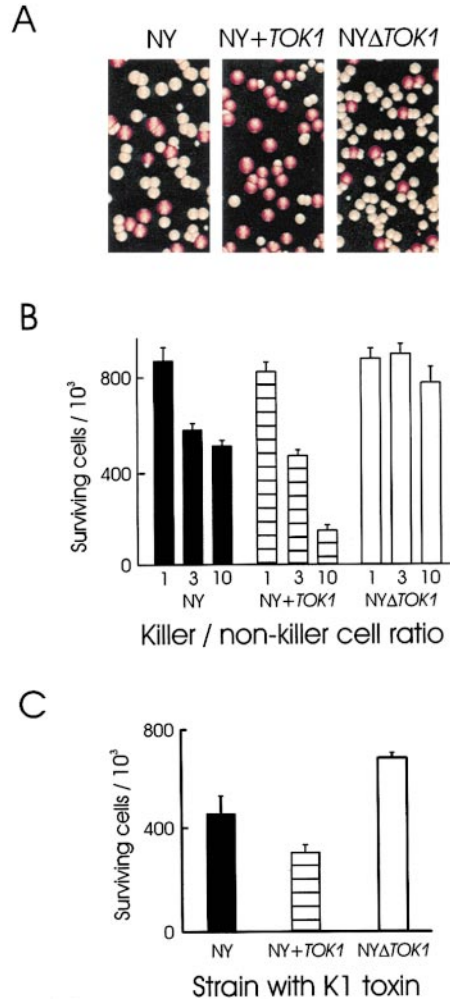 A
NY NY+TOK1 NYΔTOK1
B
Surviving cells / 10³
800
400
0
1 3 10 1 3 10 1 3 10
NY NY+TOK1 NYΔTOK1
Killer / non-killer cell ratio
C
Surviving cells / 10³
800
400
0
NY NY+TOK1 NYΔTOK1
Strain with K1 toxin